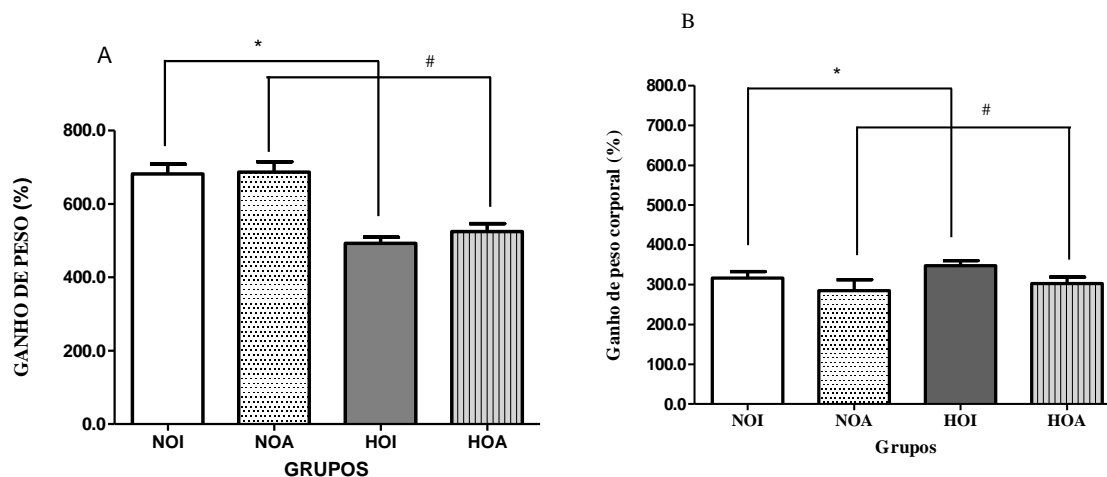 A
*
#
GANHO DE PESO (%)
800.0
600.0
400.0
200.0
0.0
NOI NOA HOI HOA
GRUPOS
B
*
#
Ganho de peso corporal (%)
800.0
700.0
600.0
500.0
400.0
300.0
200.0
100.0
0.0
NOI NOA HOI HOA
Grupos